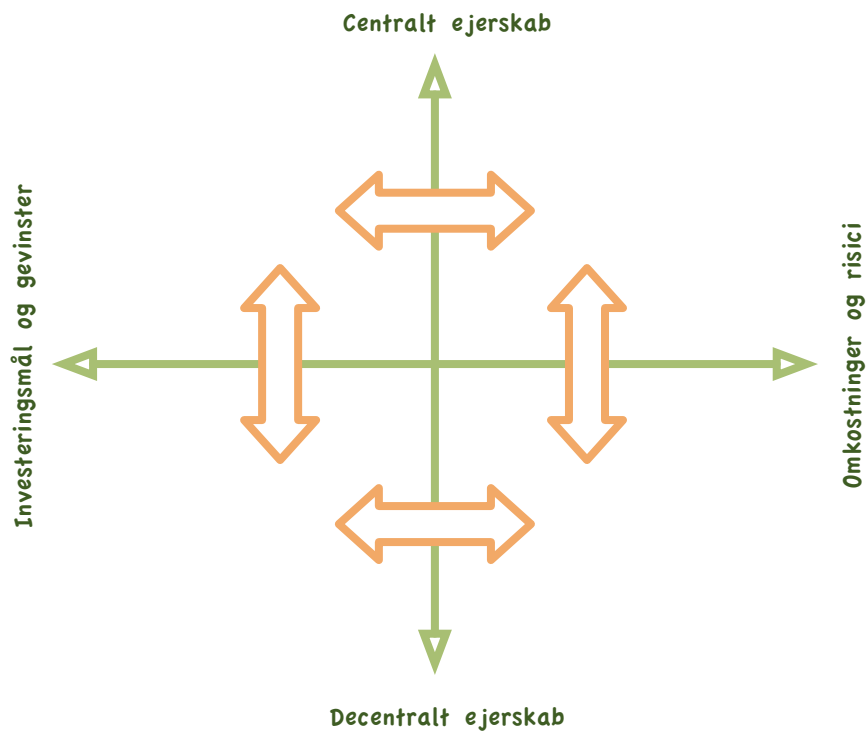 Centralt ejerskab
Investeringsmål og gevinster
Omkostninger og risici
Decentralt ejerskab